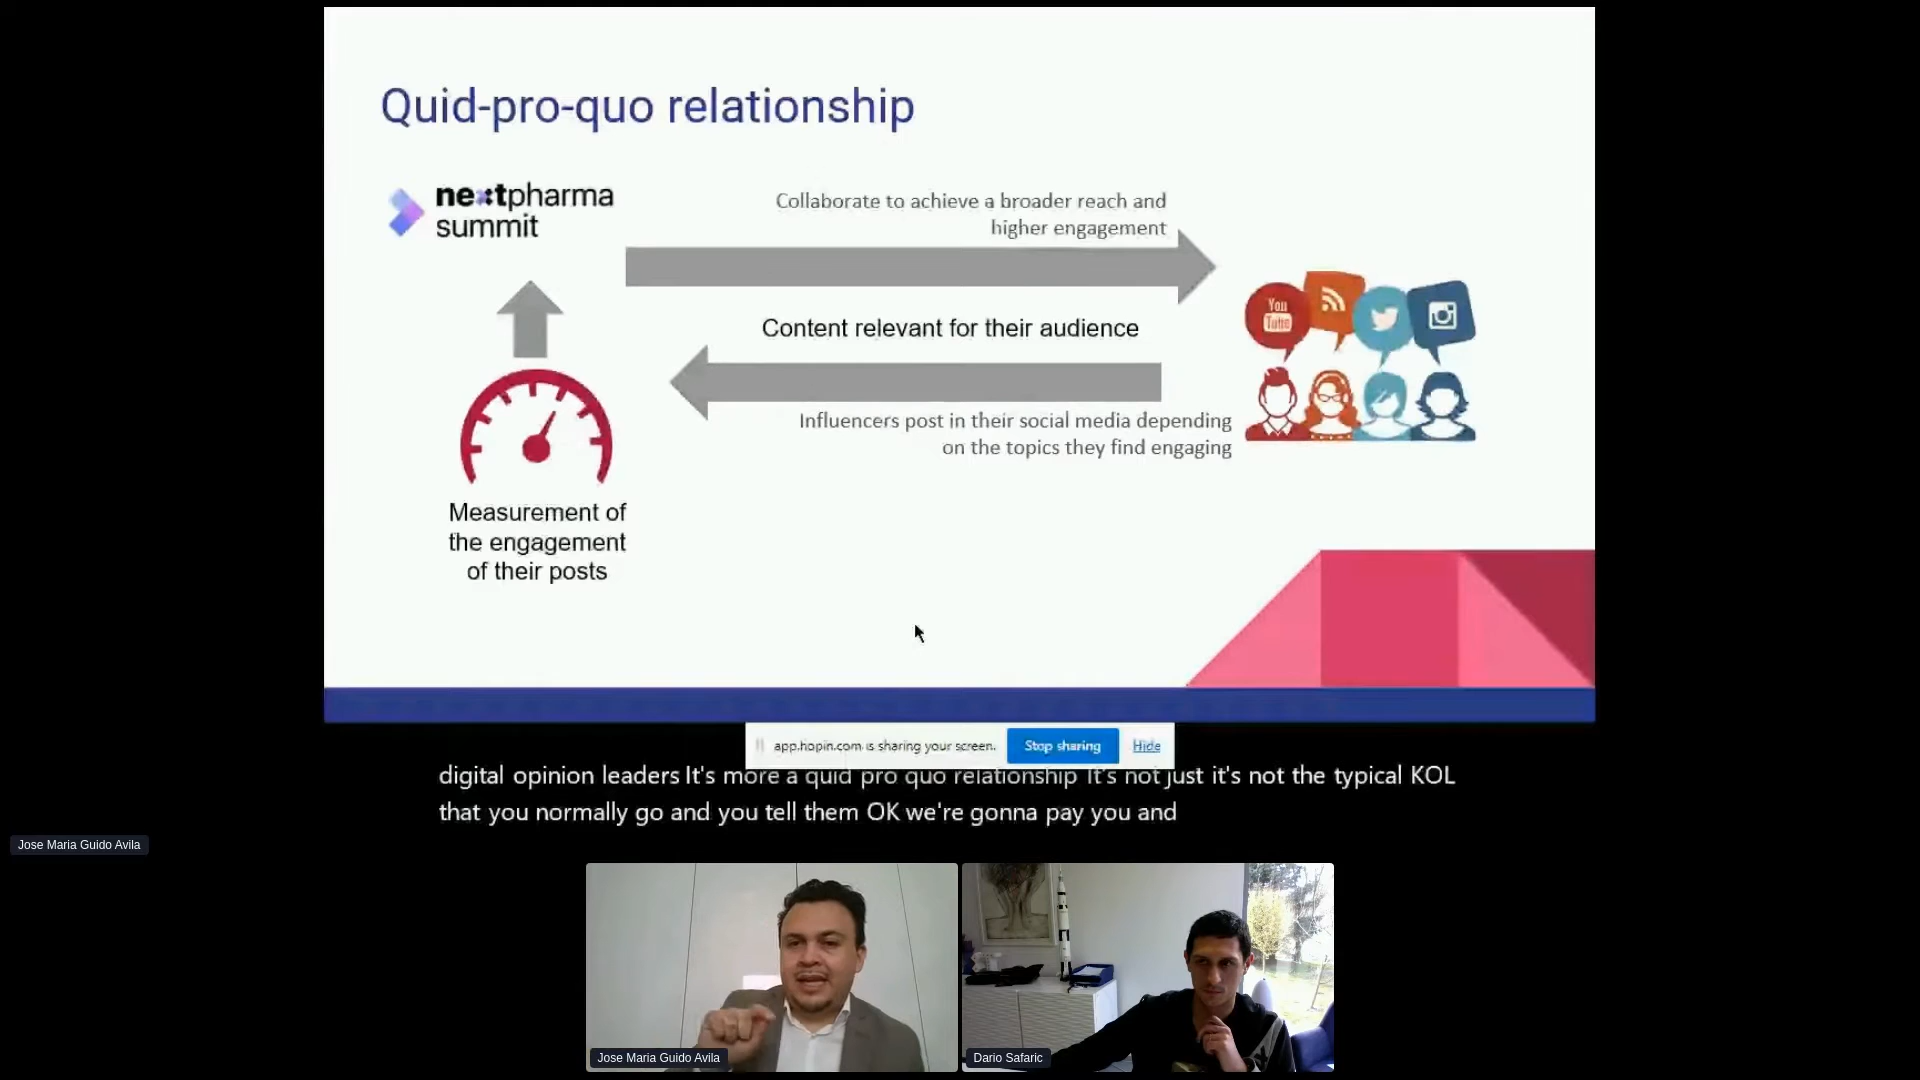 Quid-pro-quo relationship
nextpharma
summit
Collaborate to achieve a broader reach and
higher engagement
You
Tube
Content relevant for their audience
Influencers post in their social media depending
on the topics they find engaging
Measurement of
the engagement
of their posts
app.hopin.com is sharing your screen. Stop sharing Hide
digital opinion leaders It's more a quid pro quo relationship It's not just it's not the typical KOL
that you normally go and you tell them OK we're gonna pay you and
Jose Maria Guido Avila
Jose Maria Guido Avila
Dario Safaric